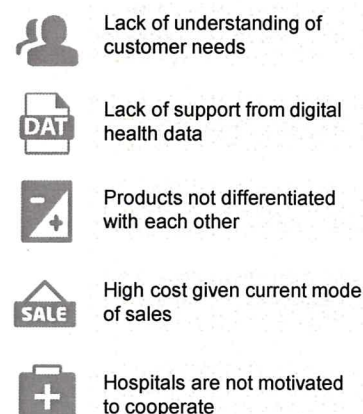 Lack of understanding of
customer needs
DAT
Lack of support from digital
health data
Products not differentiated
with each other
SALE
High cost given current mode
of sales
Hospitals are not motivated
to cooperate